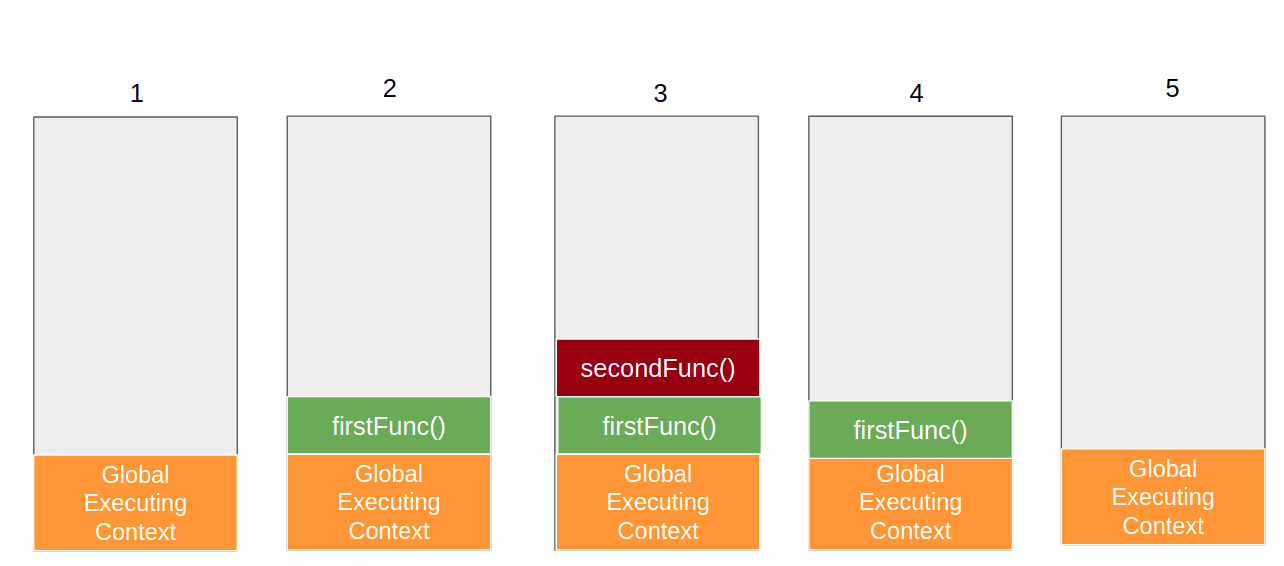 1
2
3
4
5
secondFunc()
firstFunc()
firstFunc()
firstFunc()
Global
Executing
Context
Global
Executing
Context
Global
Executing
Context
Global
Executing
Context
Global
Executing
Context